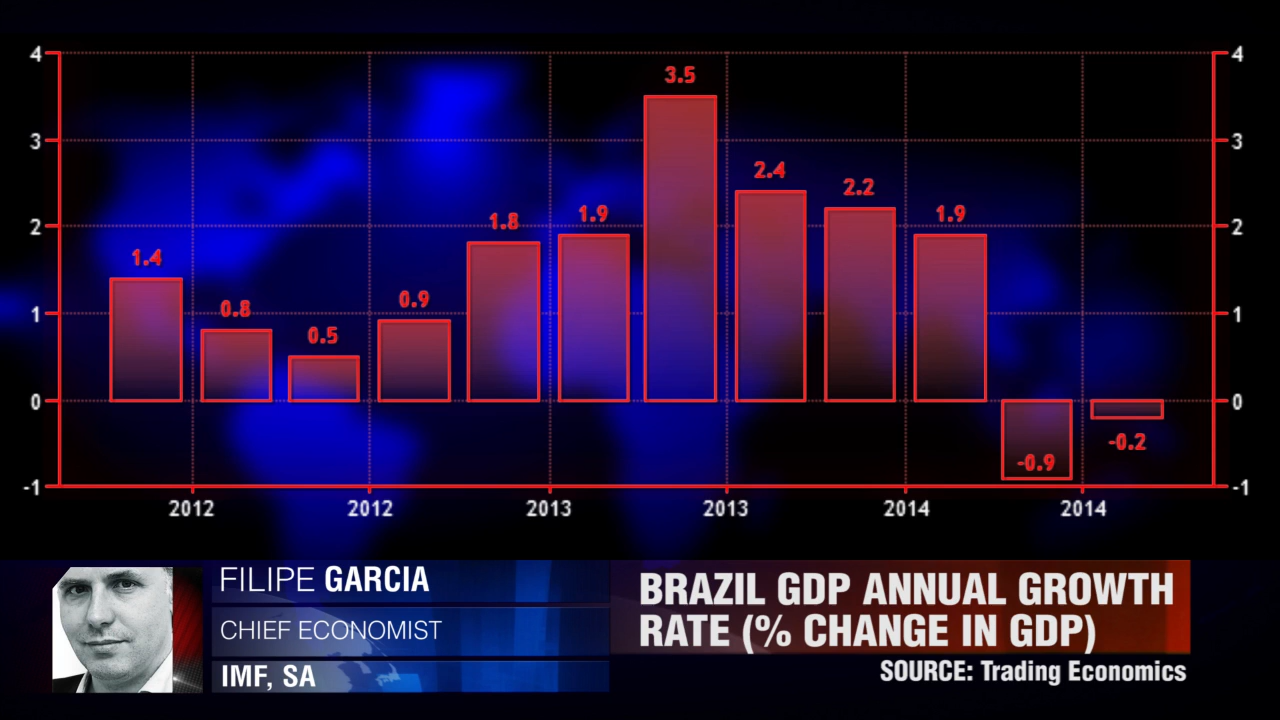 4 4
3.5
3 3
2.4
2.2
2 1.8 1.9 1.9 2
1.4
0.8 0.9
1 0.5 1
0 0
-0.2
-0.9
-1 -1
2012 2012 2013 2013 2014 2014
FILIPE GARCIA
CHIEF ECONOMIST
IMF, SA
BRAZIL GDP ANNUAL GROWTH
RATE (% CHANGE IN GDP)
SOURCE: Trading Economics